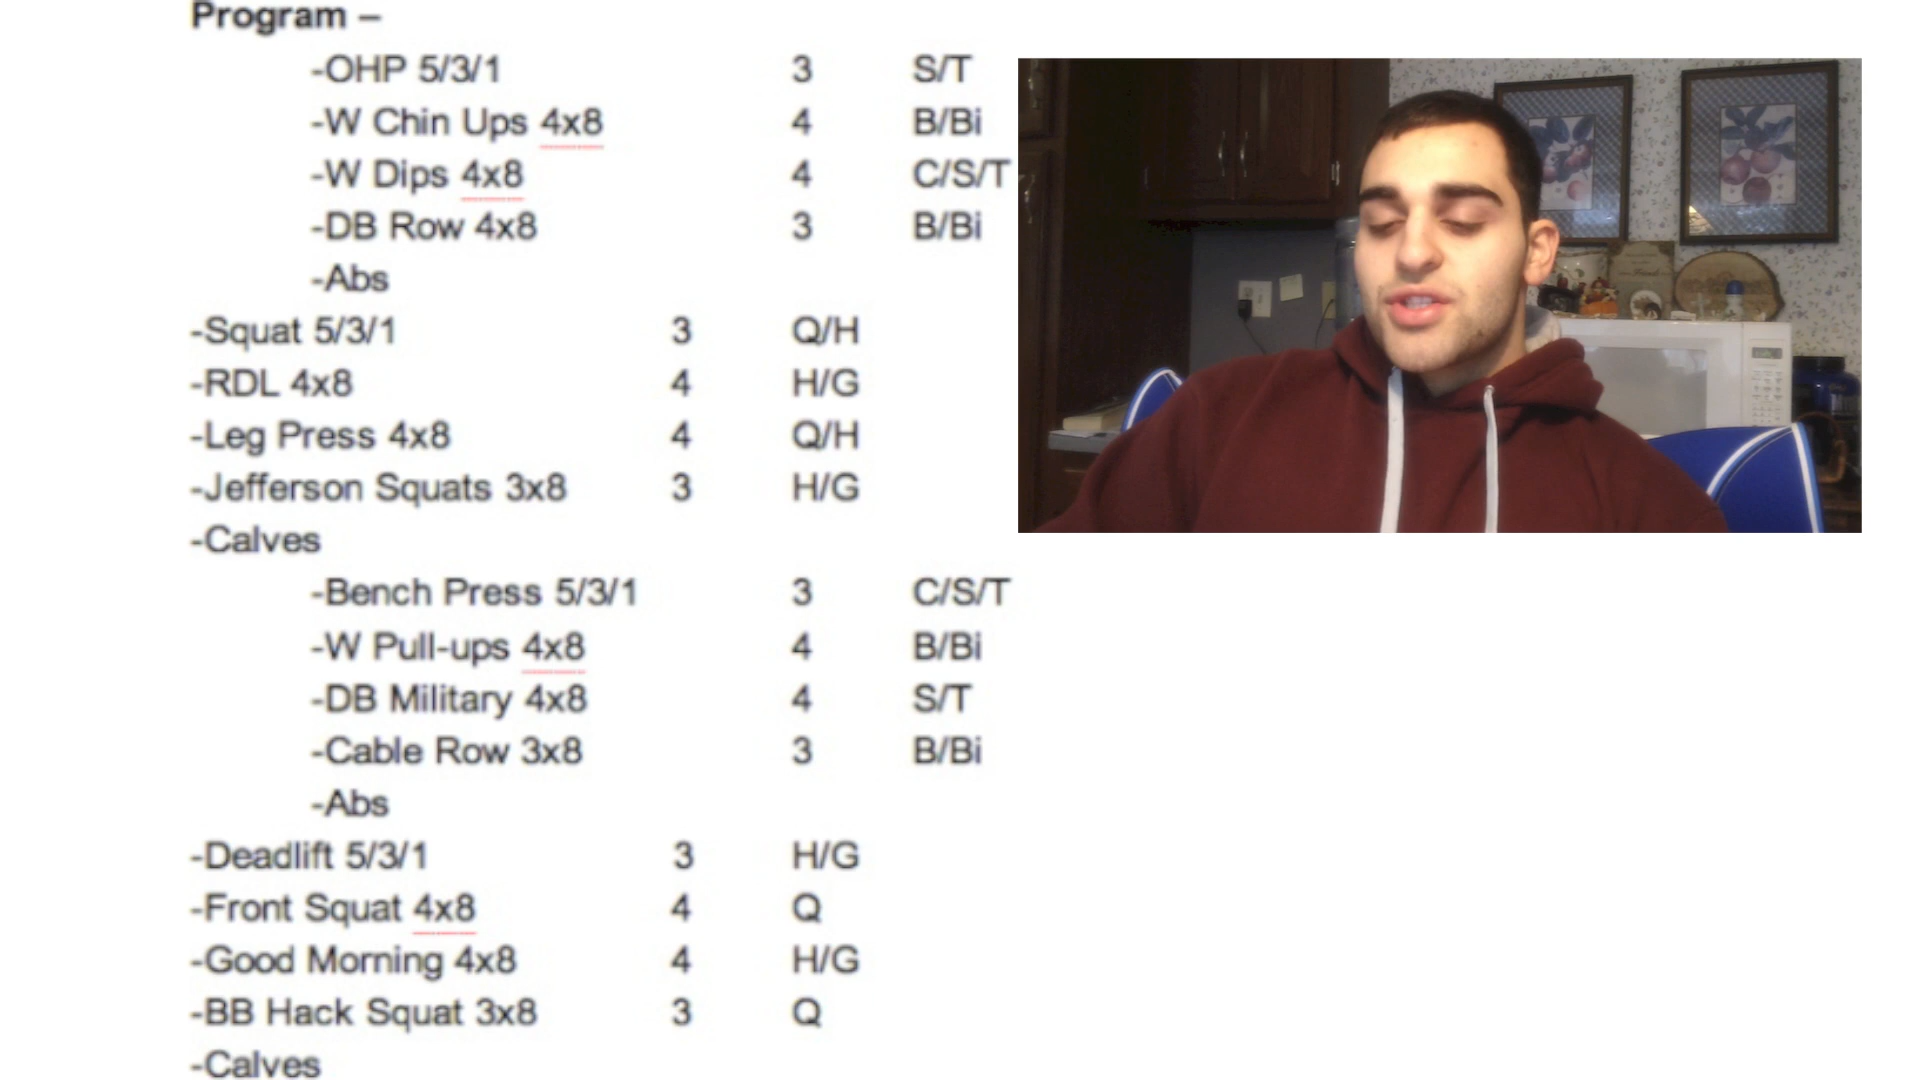 Program –
-OHP 5/3/1 3 S/T
-W Chin Ups 4x8 4 B/Bi
-W Dips 4x8 4 C/S/T
-DB Row 4x8 3 B/Bi
-Abs
-Squat 5/3/1 3 Q/H
-RDL 4x8 4 H/G
-Leg Press 4x8 4 Q/H
-Jefferson Squats 3x8 3 H/G
-Calves
-Bench Press 5/3/1 3 C/S/T
-W Pull-ups 4x8 4 B/Bi
-DB Military 4x8 4 S/T
-Cable Row 3x8 3 B/Bi
-Abs
-Deadlift 5/3/1 3 H/G
-Front Squat 4x8 4 Q
-Good Morning 4x8 4 H/G
-BB Hack Squat 3x8 3 Q
-Calves